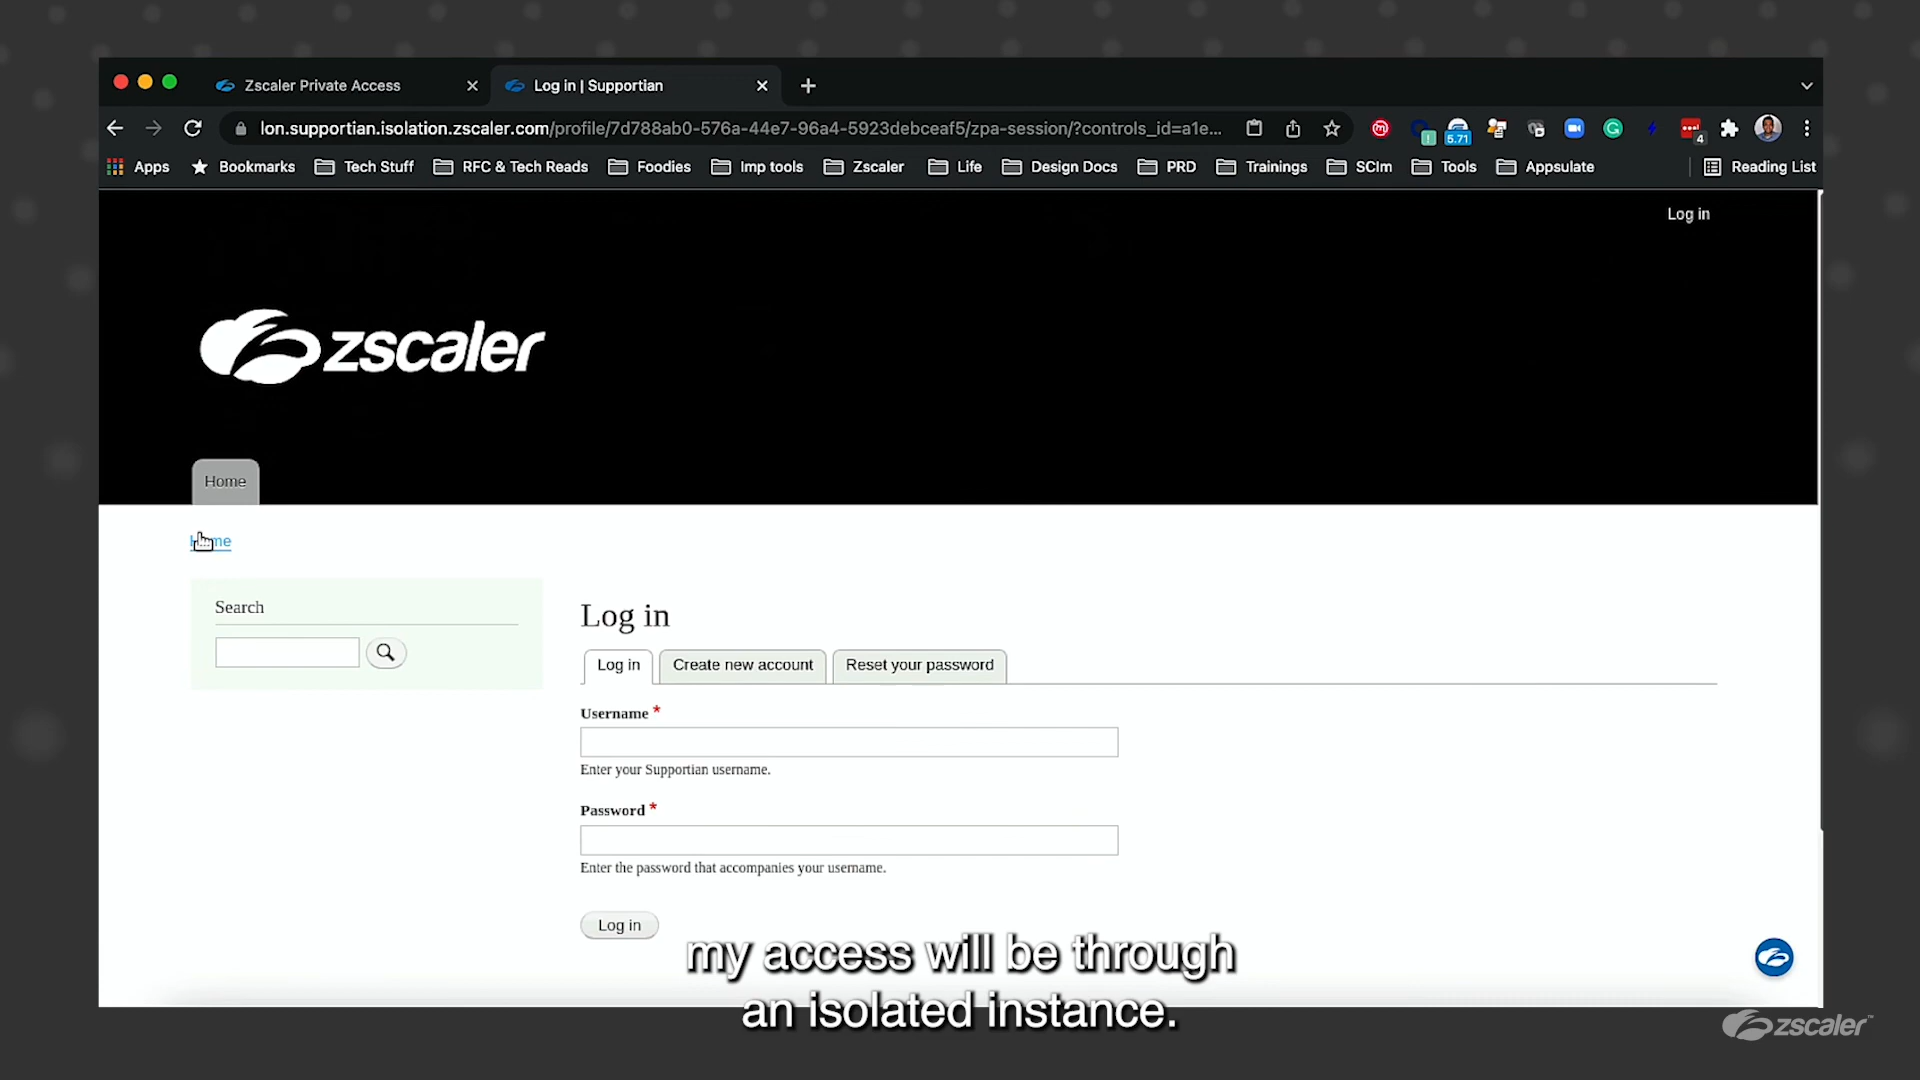 Zscaler Private Access
Log in | Supportian
lon.supportian.isolation.zscaler.com/profile/7d788ab0-576a-44e7-96a4-5923debceaf5/zpa-session/?controls_id=a1e...
5.71
4
Apps
Bookmarks
Tech Stuff
RFC & Tech Reads
Foodies
Imp tools
Zscaler
Life
Design Docs
PRD
Trainings
SCIm
Tools
Appsulate
Reading List
Log in
zscaler
Home
Search
Log in
Log in
Create new account
Reset your password
Username *
Enter your Supportian username.
Password *
Enter the password that accompanies your username.
Log in
my access will be through
an isolated instance.
zscaler™